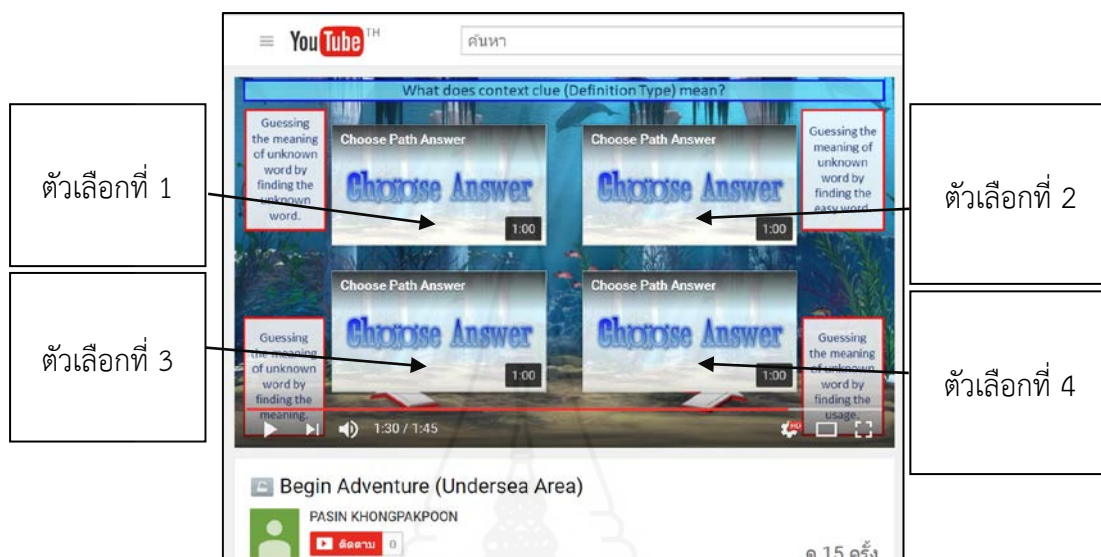 YouTube TH
ค้นหา
What does context clue (Definition Type) mean?
Guessing
the meaning
of unknown
word by
finding the
unknown
word.
Choose Path Answer
Choose Answer
1:00
Choose Path Answer
Choose Answer
1:00
Guessing the
meaning of
unknown
word by
finding the
easy word.
ตัวเลือกที่ 1
ตัวเลือกที่ 2
Guessing
the meaning
of unknown
word by
finding the
meaning.
Choose Path Answer
Choose Answer
1:00
Choose Path Answer
Choose Answer
1:00
Guessing
the meaning
of unknown
word by
finding the
usage.
ตัวเลือกที่ 3
ตัวเลือกที่ 4
1:30 / 1:45
HD
Begin Adventure (Undersea Area)
PASIN KHONGPAKPOON
ติดตาม 0
ดู 15 ครั้ง